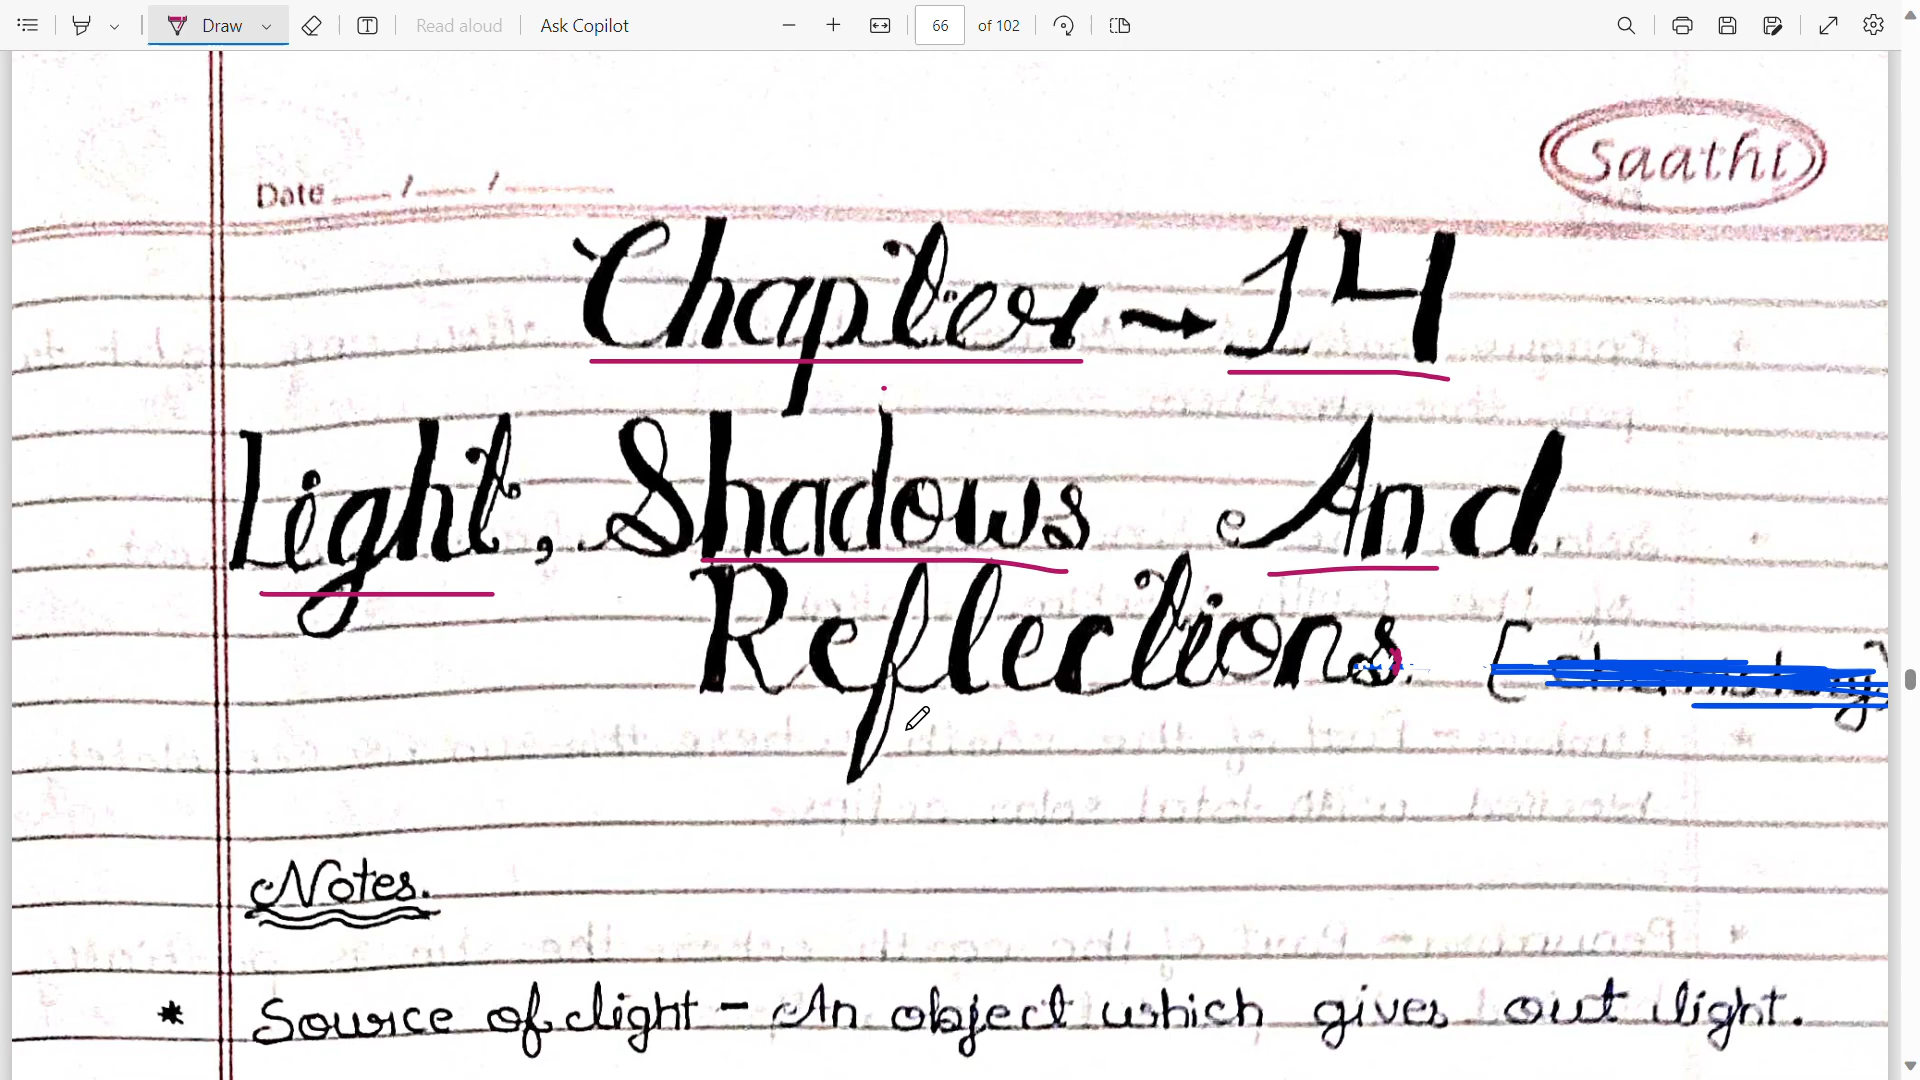 Draw Read aloud Ask Copilot 66 of 102
Saathi
Date
Chapter → 14
Light, Shadows And
Reflections.
Notes.
* Source of light - An object which gives out light.